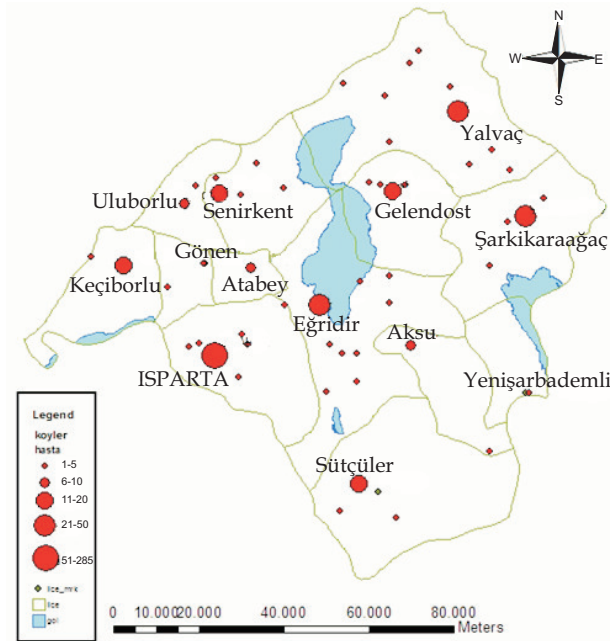 N
W E
S
Yalvaç
Uluborlu
Senirkent
Gelendost
Şarkikaraağaç
Gönen
Keçiborlu
Atabey
Eğridir
Aksu
ISPARTA
Yenişarbademli
Sütçüler
Legend
koyler
hasta
1-5
6-10
11-20
21-50
51-285
ilce_mrk
ilce
gol
0 10.000 20.000 40.000 60.000 80.000
Meters